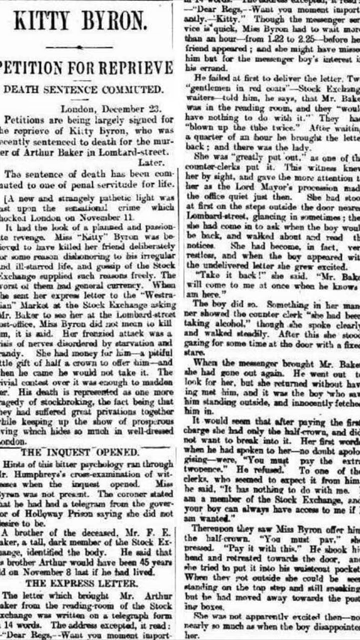 KITTY BYRON.
PETITION FOR REPRIEVE
DEATH SENTENCE COMMUTED.
London, December 23.
Petitions are being largely signed for
the reprieve of Kitty Byron, who was
recently sentenced to death for the mur-
er of Arthur Baker in Lombard-street.
Later.
The sentence of death has been com-
muted to one of penal servitude for life.
[A new and strangely pathetic light was
cast upon the sensational crime which
shocked London on November 11.
It had the look of a planned and passion-
ate revenge. Miss "Kitty" Byron was be-
lieved to have killed her friend deliberately
for some reason dishonoring to his irregular
and ill-starred life, and gossip of the Stock
Exchange supplied such reasons freely. The
worst of them had general currency. When
she sent her express letter to the "Westra-
lian" Market at the Stock Exchange asking
Mr. Baker to see her at the Lombard-street
post-office, Miss Byron did not mean to kill
him, it is said. Her frenzied attack was a
crisis of nerves disordered by starvation and
brandy. She had money for him—a pitiful
little gift of half a crown to offer him—and
then he came he would not take it. The
trivial contest over it was enough to madden
her. His death is represented as one more
tragedy of stockbroking, the fact being that
they had suffered great privations together
while keeping up the show of prosperous
living which hides so much in well-dressed
London.
THE INQUEST OPENED.
Hints of this bitter psychology ran through
Mr. Humphreys's cross-examination of wit-
nesses when the inquest opened. Miss
Byron was not present. The coroner stated
that he had had a telegram from the gover-
nor of Holloway Prison saying she did not
desire to be.
A brother of the deceased, Mr. F. E.
Baker, a tall, dark member of the Stock Ex-
change, identified the body. He said that
his brother Arthur would have been 45 years
old on November 8 last if he had lived.
THE EXPRESS LETTER.
The letter which brought Mr. Arthur
Baker from the reading-room of the Stock
Exchange was written on a telegram form
in 14 words. The address excepted, it read:
—"Dear Regs,—Want you moment import-
—"Dear Regs,—Want you moment import-
antly.—Kitty." Though the messenger ser-
vice is quick, Miss Byron had to wait more
than an hour—from 1.22 to 2.25—before her
friend appeared; and she might have missed
him but for the messenger boy's interest in
his errand.
He failed at first to deliver the letter. Two
"gentlemen in red coats"—Stock Exchange
waiters—told him, he says, that Mr. Baker
was in the reading room, and they "would
have nothing to do with it." They had
"blown up the tube twice." After waiting
a quarter of an hour he brought the letter
back; and there was the lady.
She was "greatly put out," as one of the
counter-clerks put it. This witness knew
her by sight, and gave the more attention to
her as the Lord Mayor's procession made
the office quiet just then. She had stood
at first on the steps outside the door nearest
Lombard-street, glancing in sometimes; then
she had come in to ask when the boy would
be back, and walked about and read the
notices. She had become, in fact, very
restless, and when the boy appeared with
the undelivered letter she grew excited.
"Take it back!" she said. "Mr. Baker
will come to me at once when he knows I
am here."
The boy did so. Something in her man-
ner showed the counter clerk "she had been
taking alcohol," though she spoke clearly
and walked steadily. After this she stood
gazing for some time at the door with a fixed
stare.
When the messenger brought Mr. Baker
she had gone out again. He went out to
look for her, but she returned without hav-
ing met him, and it was the boy who saw
him standing outside, and innocently fetched
him in.
It would seem that after paying the first
charge she had only the half-crown, and did
not want to break into it. Her first words
when he had spoken to her—no doubt apolo-
gising—were, "You must pay the extra
twopence." He refused. To one of the
clerks, who seemed to expect it from him,
he said, "It has nothing to do with me. I
am a member of the Stock Exchange, and
your boy can always have access to me if I
am wanted."
Thereupon they saw Miss Byron offer him
the half-crown. "You must pay," she
pressed. "Pay it with this." He shook his
head and retreated towards the door, and
she tried to put it into his waistcoat pocket.
When they got outside she could be seen
standing on the top step and still smoking,
but he had moved away towards the post-
ing boxes.
She was not apparently excited then—not
nearly so much as when the boy disappointed
her.